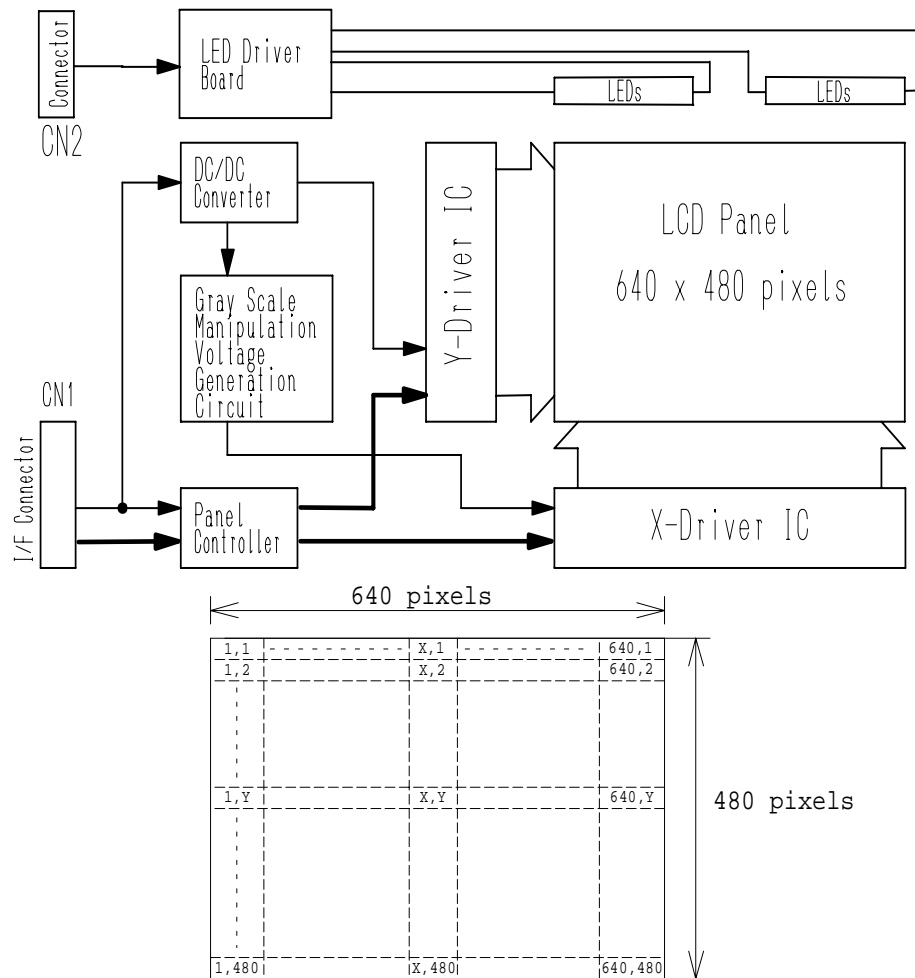 Connector
CN2
LED Driver
Board
LEDs
LEDs
DC/DC
Converter
Gray Scale
Manipulation
Voltage
Generation
Circuit
Y-Driver IC
LCD Panel
640 x 480 pixels
CN1
I/F Connector
Panel
Controller
X-Driver IC
640 pixels
1,1 X,1 640,1
1,2 X,2 640,2
1,Y X,Y 640,Y
480 pixels
1,480 X,480 640,480